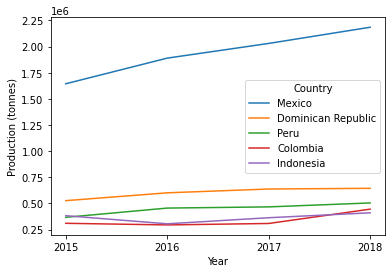 1e6
2.25
2.00
1.75
1.50
1.25
1.00
0.75
0.50
0.25
Production (tonnes)
Country
Mexico
Dominican Republic
Peru
Colombia
Indonesia
2015 2016 2017 2018
Year